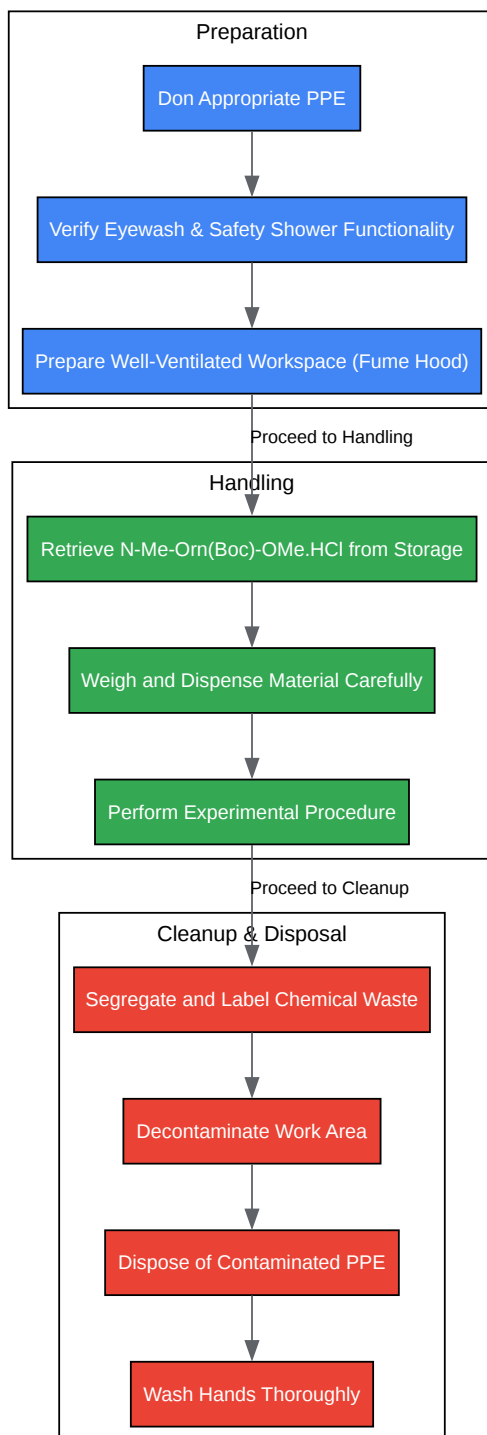 Preparation
Don Appropriate PPE
Verify Eyewash & Safety Shower Functionality
Prepare Well-Ventilated Workspace (Fume Hood)
Proceed to Handling
Handling
Retrieve N-Me-Orn(Boc)-OMe.HCl from Storage
Weigh and Dispense Material Carefully
Perform Experimental Procedure
Proceed to Cleanup
Cleanup & Disposal
Segregate and Label Chemical Waste
Decontaminate Work Area
Dispose of Contaminated PPE
Wash Hands Thoroughly